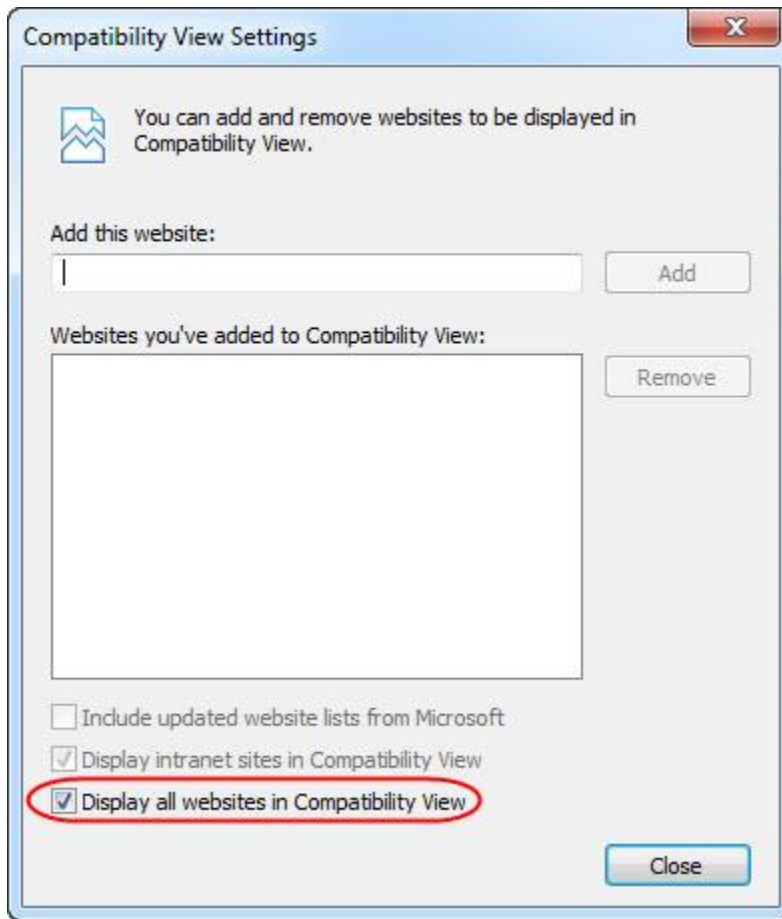 Compatibility View Settings
You can add and remove websites to be displayed in
Compatibility View.
Add this website:
Add
Websites you've added to Compatibility View:
Remove
Include updated website lists from Microsoft
Display intranet sites in Compatibility View
Display all websites in Compatibility View
Close